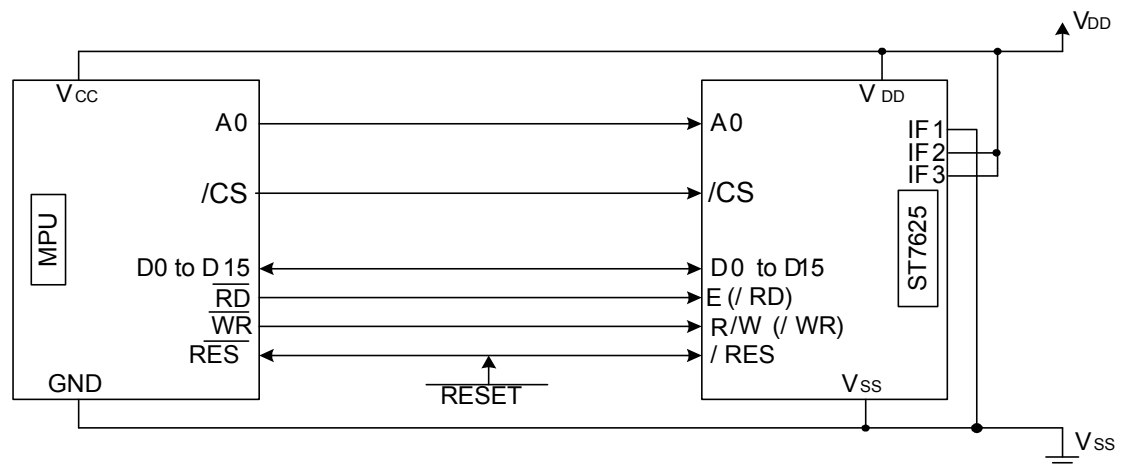 VDD
VCC
VDD
A0
A0
IF1
IF2
IF3
/CS
/CS
MPU
ST7625
D0 to D15
D0 to D15
RD
E (/ RD)
WR
R/W (/ WR)
RES
/ RES
GND
RESET
VSS
VSS